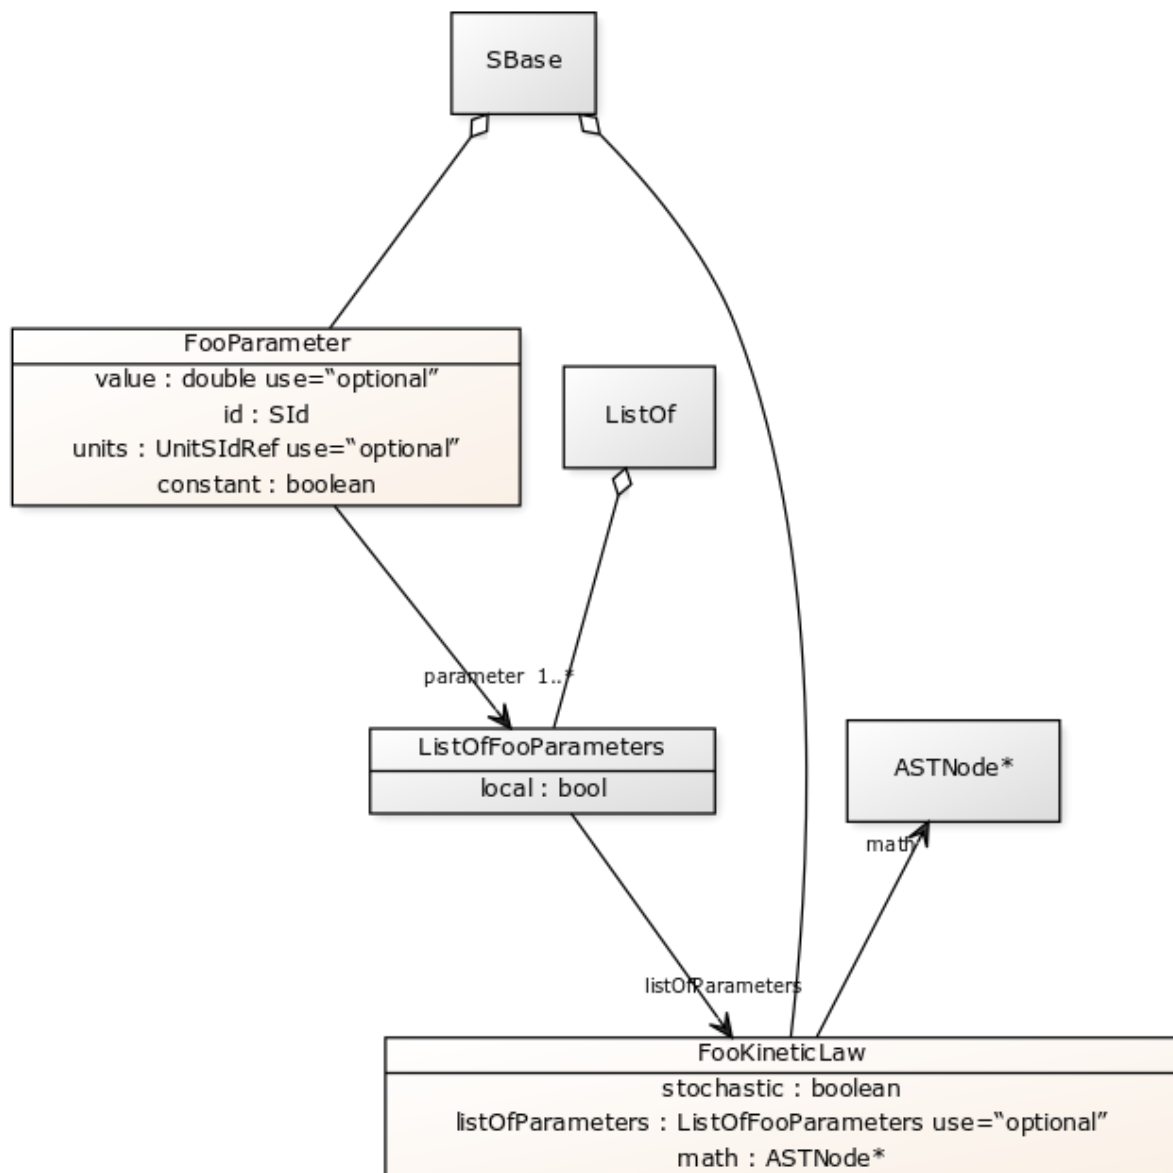 SBase
FooParameter
value : double use=“optional”
id : SId
units : UnitSIdRef use=“optional”
constant : boolean
ListOf
parameter 1..*
ListOfFooParameters
local : bool
ASTNode*
math
listOfParameters
FooKineticLaw
stochastic : boolean
listOfParameters : ListOfFooParameters use=“optional”
math : ASTNode*